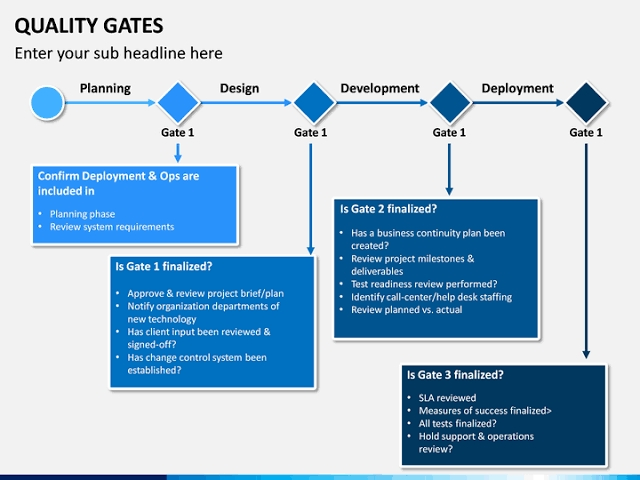 QUALITY GATES
Enter your sub headline here
Planning
Design
Development
Deployment
Gate 1
Gate 1
Gate 1
Gate 1
Confirm Deployment & Ops are
included in
• Planning phase
• Review system requirements
Is Gate 1 finalized?
• Approve & review project brief/plan
• Notify organization departments of
new technology
• Has client input been reviewed &
signed-off?
• Has change control system been
established?
Is Gate 2 finalized?
• Has a business continuity plan been
created?
• Review project milestones &
deliverables
• Test readiness review performed?
• Identify call-center/help desk staffing
• Review planned vs. actual
Is Gate 3 finalized?
• SLA reviewed
• Measures of success finalized>
• All tests finalized?
• Hold support & operations
review?